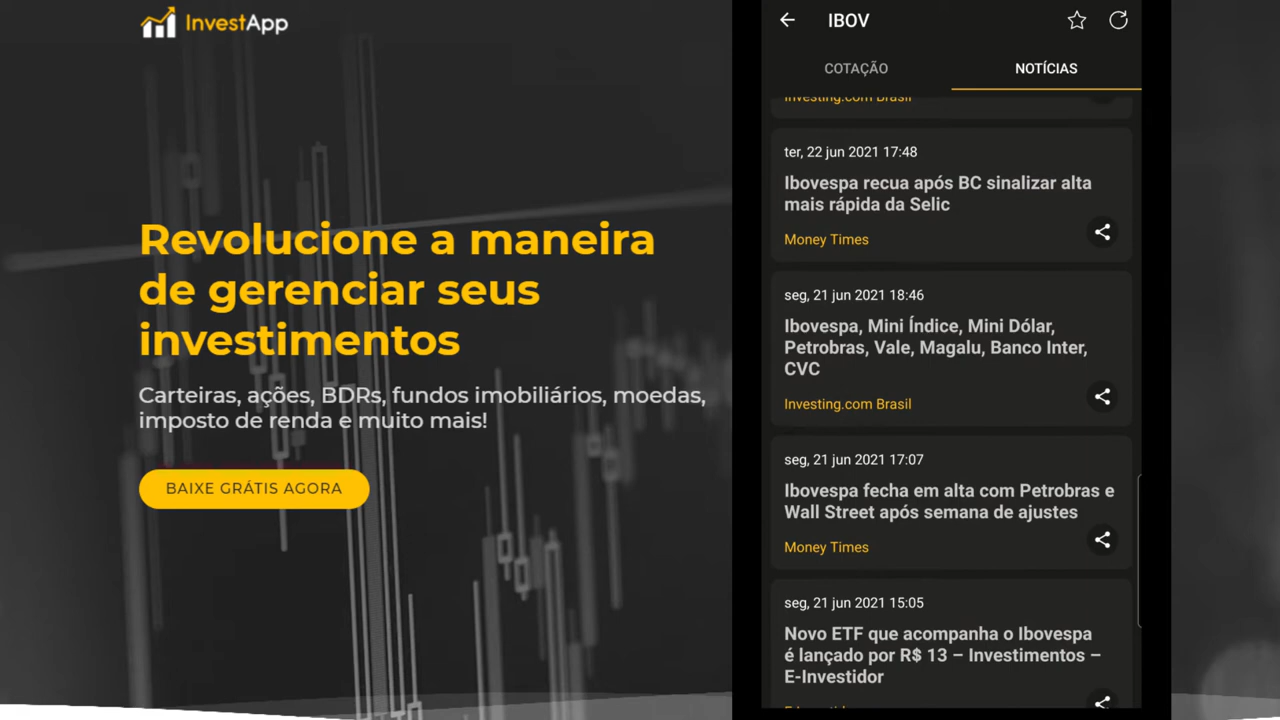 InvestApp
Revolucione a maneira
de gerenciar seus
investimentos
Carteiras, ações, BDRs, fundos imobiliários, moedas,
imposto de renda e muito mais!
BAIXE GRÁTIS AGORA
IBOV
COTAÇÃO
NOTÍCIAS
Investing.com Brasil
ter, 22 jun 2021 17:48
Ibovespa recua após BC sinalizar alta
mais rápida da Selic
Money Times
seg, 21 jun 2021 18:46
Ibovespa, Mini Índice, Mini Dólar,
Petrobras, Vale, Magalu, Banco Inter,
CVC
Investing.com Brasil
seg, 21 jun 2021 17:07
Ibovespa fecha em alta com Petrobras e
Wall Street após semana de ajustes
Money Times
seg, 21 jun 2021 15:05
Novo ETF que acompanha o Ibovespa
é lançado por R$ 13 – Investimentos –
E-Investidor